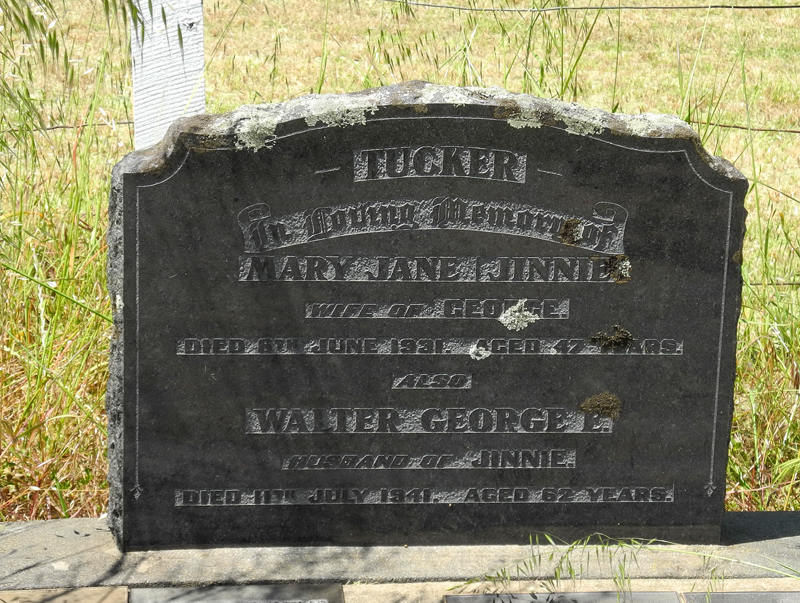 — TUCKER —
In Loving Memory of
MARY JANE (JINNIE)
WIFE OF GEORGE.
DIED 8TH JUNE 1931. AGED 47 YEARS.
ALSO
WALTER GEORGE E.
HUSBAND OF JINNIE.
DIED 11TH JULY 1941. AGED 62 YEARS.